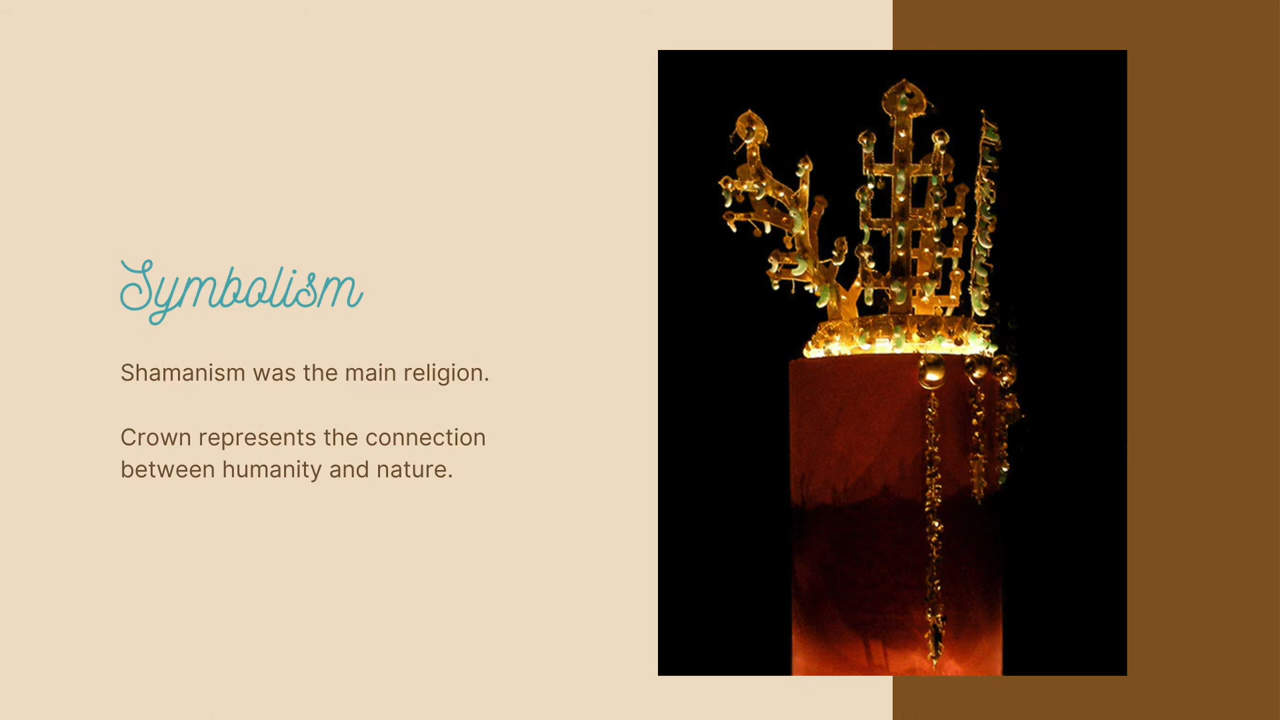 Symbolism
Shamanism was the main religion.
Crown represents the connection
between humanity and nature.